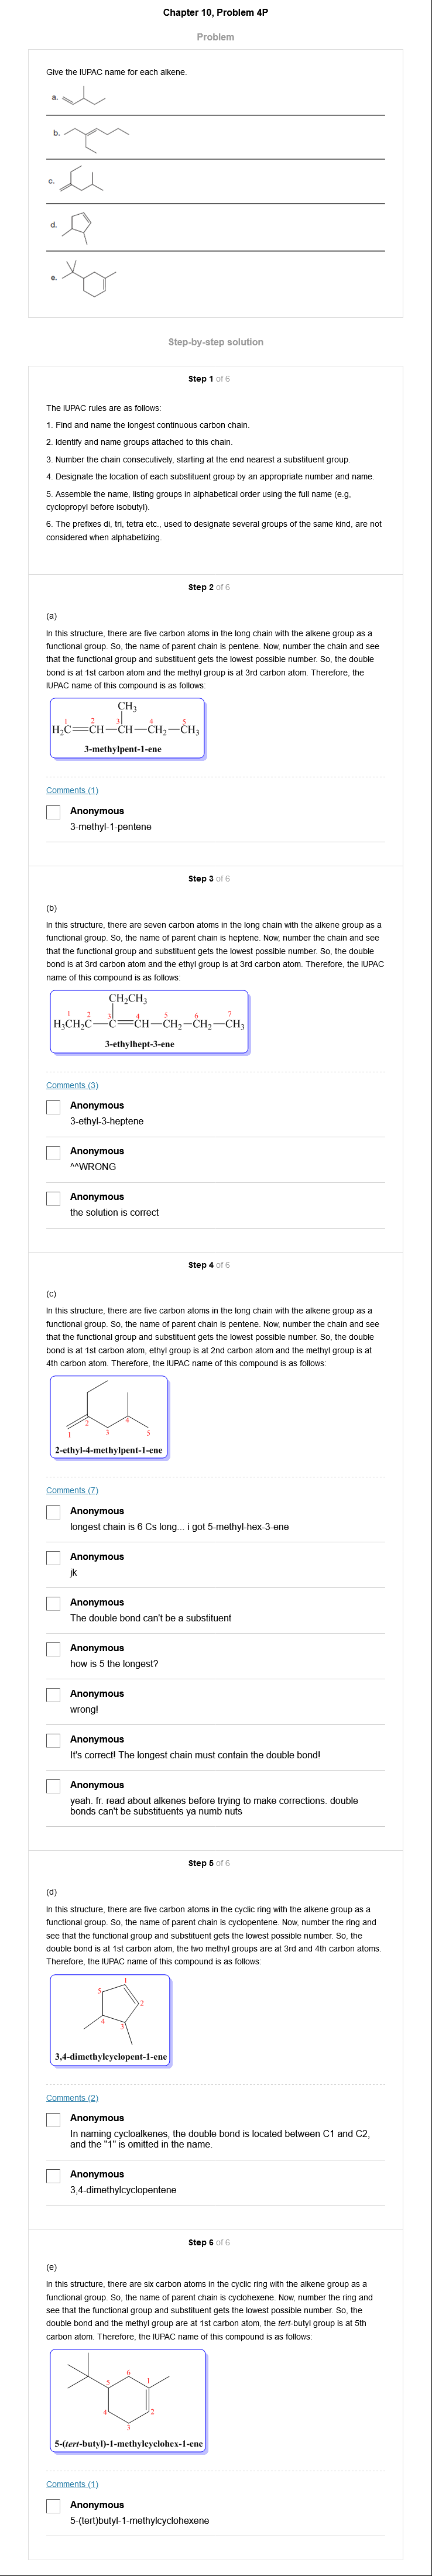 Chapter 10, Problem 4P
Problem
Give the IUPAC name for each alkene.
a.
b.
c.
d.
e.
Step-by-step solution
Step 1 of 6
The IUPAC rules are as follows:
1. Find and name the longest continuous carbon chain.
2. Identify and name groups attached to this chain.
3. Number the chain consecutively, starting at the end nearest a substituent group.
4. Designate the location of each substituent group by an appropriate number and name.
5. Assemble the name, listing groups in alphabetical order using the full name (e.g,
cyclopropyl before isobutyl).
6. The prefixes di, tri, tetra etc., used to designate several groups of the same kind, are not
considered when alphabetizing.
Step 2 of 6
(a)
In this structure, there are five carbon atoms in the long chain with the alkene group as a
functional group. So, the name of parent chain is pentene. Now, number the chain and see
that the functional group and substituent gets the lowest possible number. So, the double
bond is at 1st carbon atom and the methyl group is at 3rd carbon atom. Therefore, the
IUPAC name of this compound is as follows:
CH3
1 2 3 4 5
H2C=CH—CH—CH2—CH3
3-methylpent-1-ene
Comments (1)
Anonymous
3-methyl-1-pentene
Step 3 of 6
(b)
In this structure, there are seven carbon atoms in the long chain with the alkene group as a
functional group. So, the name of parent chain is heptene. Now, number the chain and see
that the functional group and substituent gets the lowest possible number. So, the double
bond is at 3rd carbon atom and the ethyl group is at 3rd carbon atom. Therefore, the IUPAC
name of this compound is as follows:
CH2CH3
1 2 3 4 5 6 7
H3CH2C—C=CH—CH2—CH2—CH3
3-ethylhept-3-ene
Comments (3)
Anonymous
3-ethyl-3-heptene
Anonymous
^^WRONG
Anonymous
the solution is correct
Step 4 of 6
(c)
In this structure, there are five carbon atoms in the long chain with the alkene group as a
functional group. So, the name of parent chain is pentene. Now, number the chain and see
that the functional group and substituent gets the lowest possible number. So, the double
bond is at 1st carbon atom, ethyl group is at 2nd carbon atom and the methyl group is at
4th carbon atom. Therefore, the IUPAC name of this compound is as follows:
1 2 3 4 5
2-ethyl-4-methylpent-1-ene
Comments (7)
Anonymous
longest chain is 6 Cs long... i got 5-methyl-hex-3-ene
Anonymous
jk
Anonymous
The double bond can't be a substituent
Anonymous
how is 5 the longest?
Anonymous
wrong!
Anonymous
It's correct! The longest chain must contain the double bond!
Anonymous
yeah. fr. read about alkenes before trying to make corrections. double
bonds can't be substituents ya numb nuts
Step 5 of 6
(d)
In this structure, there are five carbon atoms in the cyclic ring with the alkene group as a
functional group. So, the name of parent chain is cyclopentene. Now, number the ring and
see that the functional group and substituent gets the lowest possible number. So, the
double bond is at 1st carbon atom, the two methyl groups are at 3rd and 4th carbon atoms.
Therefore, the IUPAC name of this compound is as follows:
1
5
2
4
3
3,4-dimethylcyclopent-1-ene
Comments (2)
Anonymous
In naming cycloalkenes, the double bond is located between C1 and C2,
and the "1" is omitted in the name.
Anonymous
3,4-dimethylcyclopentene
Step 6 of 6
(e)
In this structure, there are six carbon atoms in the cyclic ring with the alkene group as a
functional group. So, the name of parent chain is cyclohexene. Now, number the ring and
see that the functional group and substituent gets the lowest possible number. So, the
double bond and the methyl group are at 1st carbon atom, the tert-butyl group is at 5th
carbon atom. Therefore, the IUPAC name of this compound is as follows:
6
5 1
4 2
3
5-(tert-butyl)-1-methylcyclohex-1-ene
Comments (1)
Anonymous
5-(tert)butyl-1-methylcyclohexene